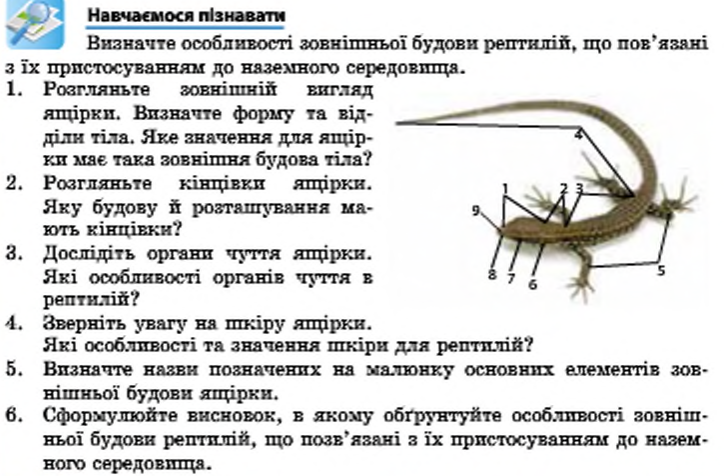 Навчаємося пізнавати
Визначте особливості зовнішньої будови рептилій, що пов’язані
з їх пристосуванням до наземного середовища.
1. Розгляньте зовнішній вигляд
ящірки. Визначте форму та від-
діли тіла. Яке значення для ящір-
ки має така зовнішня будова тіла?
2. Розгляньте кінцівки ящірки.
Яку будову й розташування ма-
ють кінцівки?
3. Дослідіть органи чуття ящірки.
Які особливості органів чуття в
рептилій?
4. Зверніть увагу на шкіру ящірки.
Які особливості та значення шкіри для рептилій?
5. Визначте назви позначених на малюнку основних елементів зов-
нішньої будови ящірки.
6. Сформулюйте висновок, в якому обґрунтуйте особливості зовніш-
ньої будови рептилій, що позв’язані з їх пристосуванням до назем-
ного середовища.
4
1 2 3
9
8 7 6 5